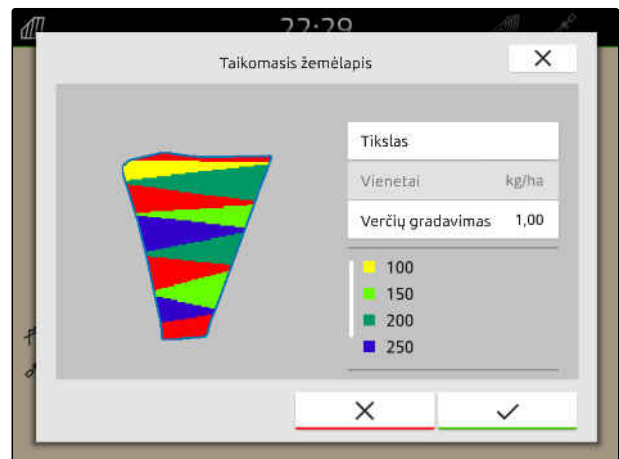 22:29
Taikomasis žemėlapis
Tikslas
Vienetai kg/ha
Verčių gradavimas 1,00
100
150
200
250